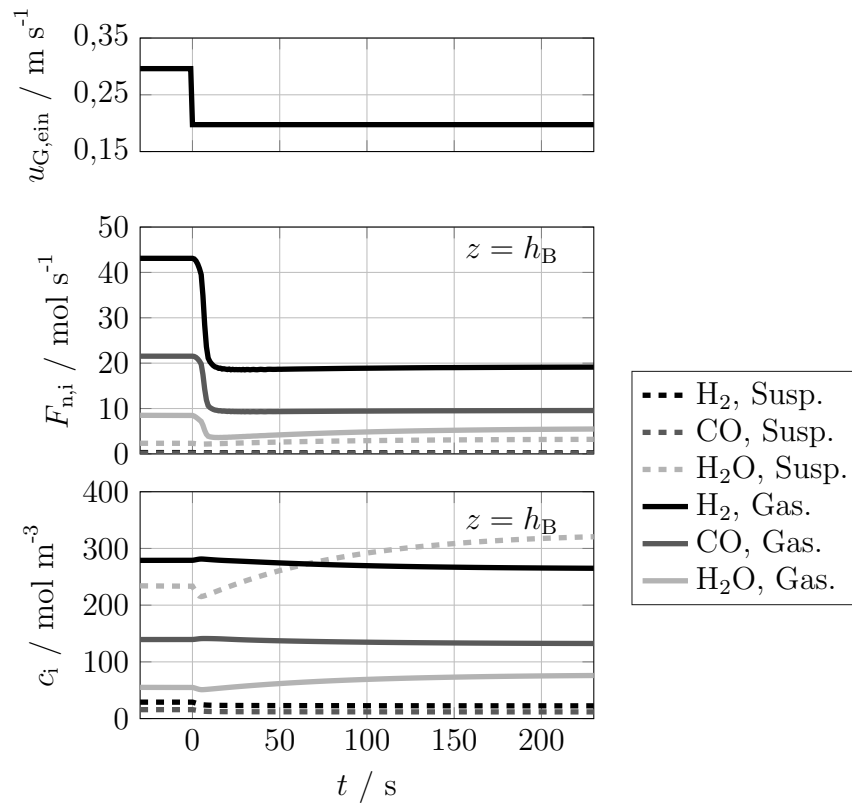 0,35
0,25
0,15
u_G,ein / m s⁻¹
50
40
30
20
10
0
F_n,i / mol s⁻¹
z = h_B
400
300
200
100
0
c_i / mol m⁻³
z = h_B
0 50 100 150 200
t / s
H₂, Susp.
CO, Susp.
H₂O, Susp.
H₂, Gas.
CO, Gas.
H₂O, Gas.